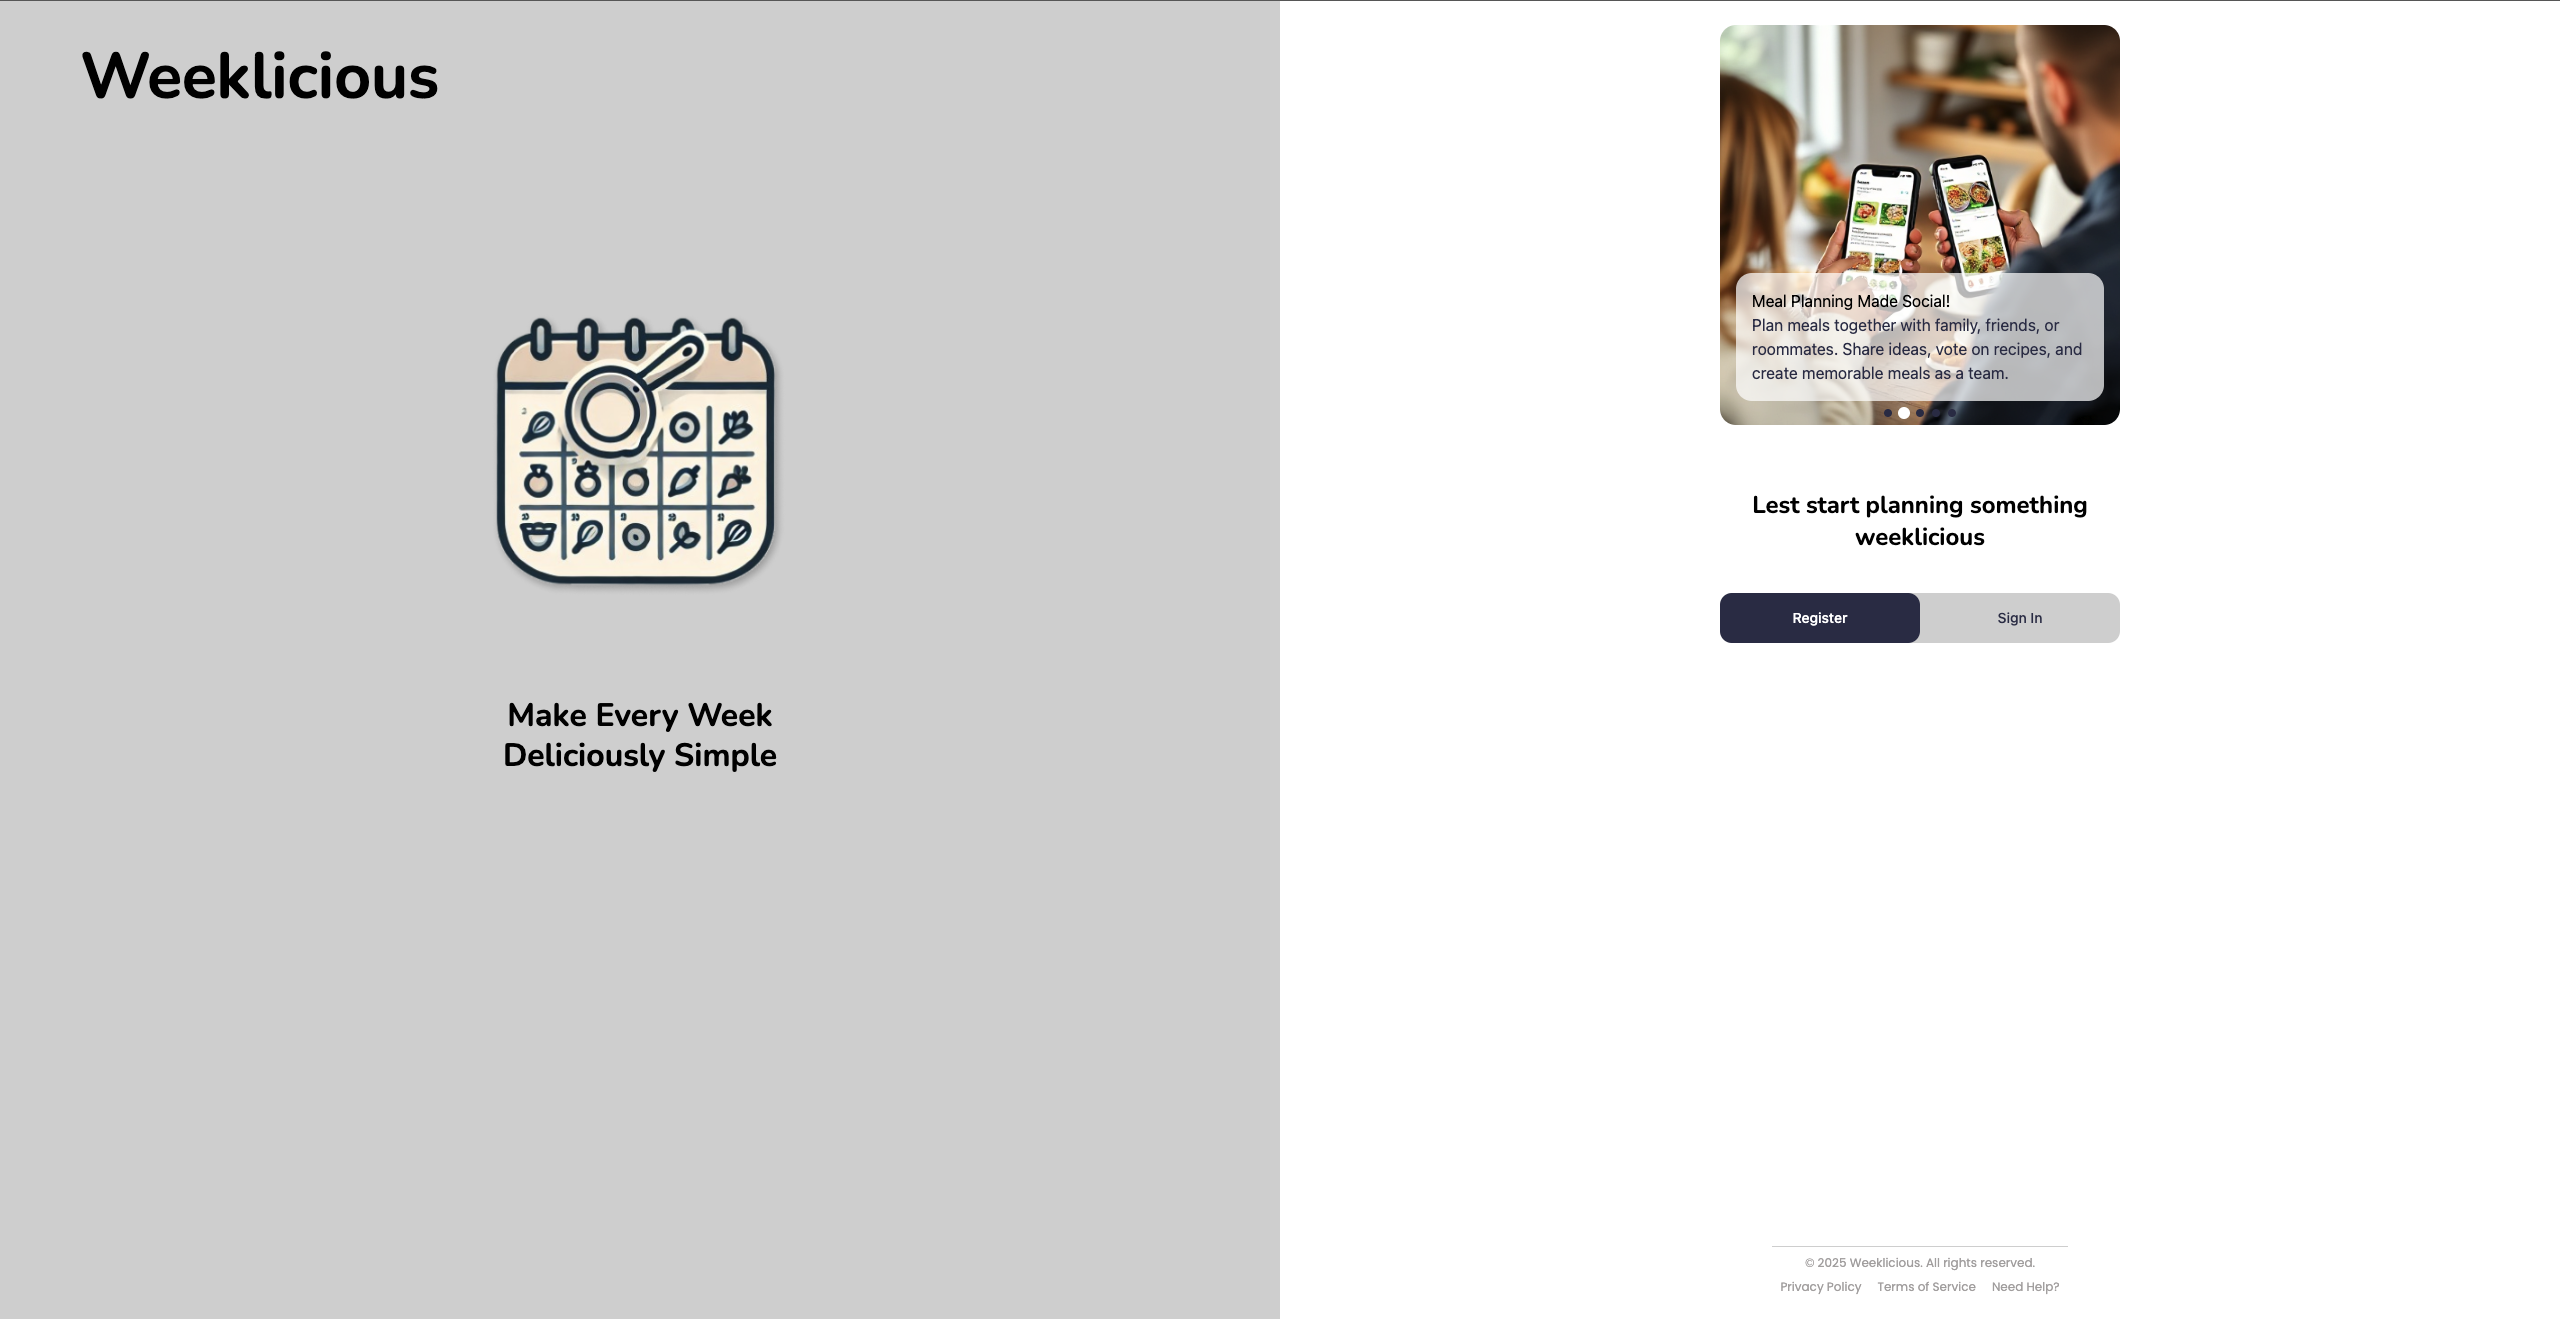 Weeklicious
Make Every Week
Deliciously Simple
Meal Planning Made Social!
Plan meals together with family, friends, or
roommates. Share ideas, vote on recipes, and
create memorable meals as a team.
Lest start planning something
weeklicious
Register
Sign In
© 2025 Weeklicious. All rights reserved.
Privacy Policy
Terms of Service
Need Help?